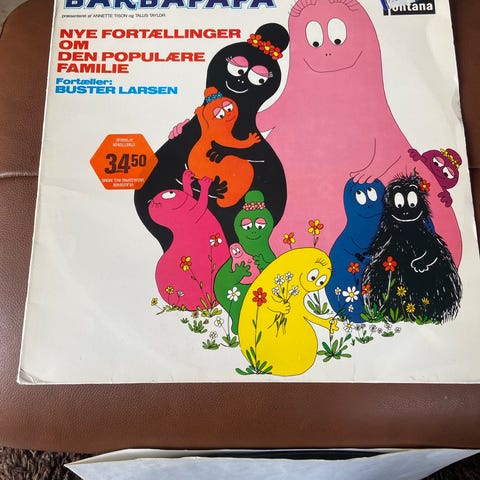 BARBAPAPA
præsenteret af ANNETTE TISON og TALUS TAYLOR
NYE FORTÆLLINGER
OM
DEN POPULÆRE
FAMILIE
Fortæller:
BUSTER LARSEN
fontana
34.50